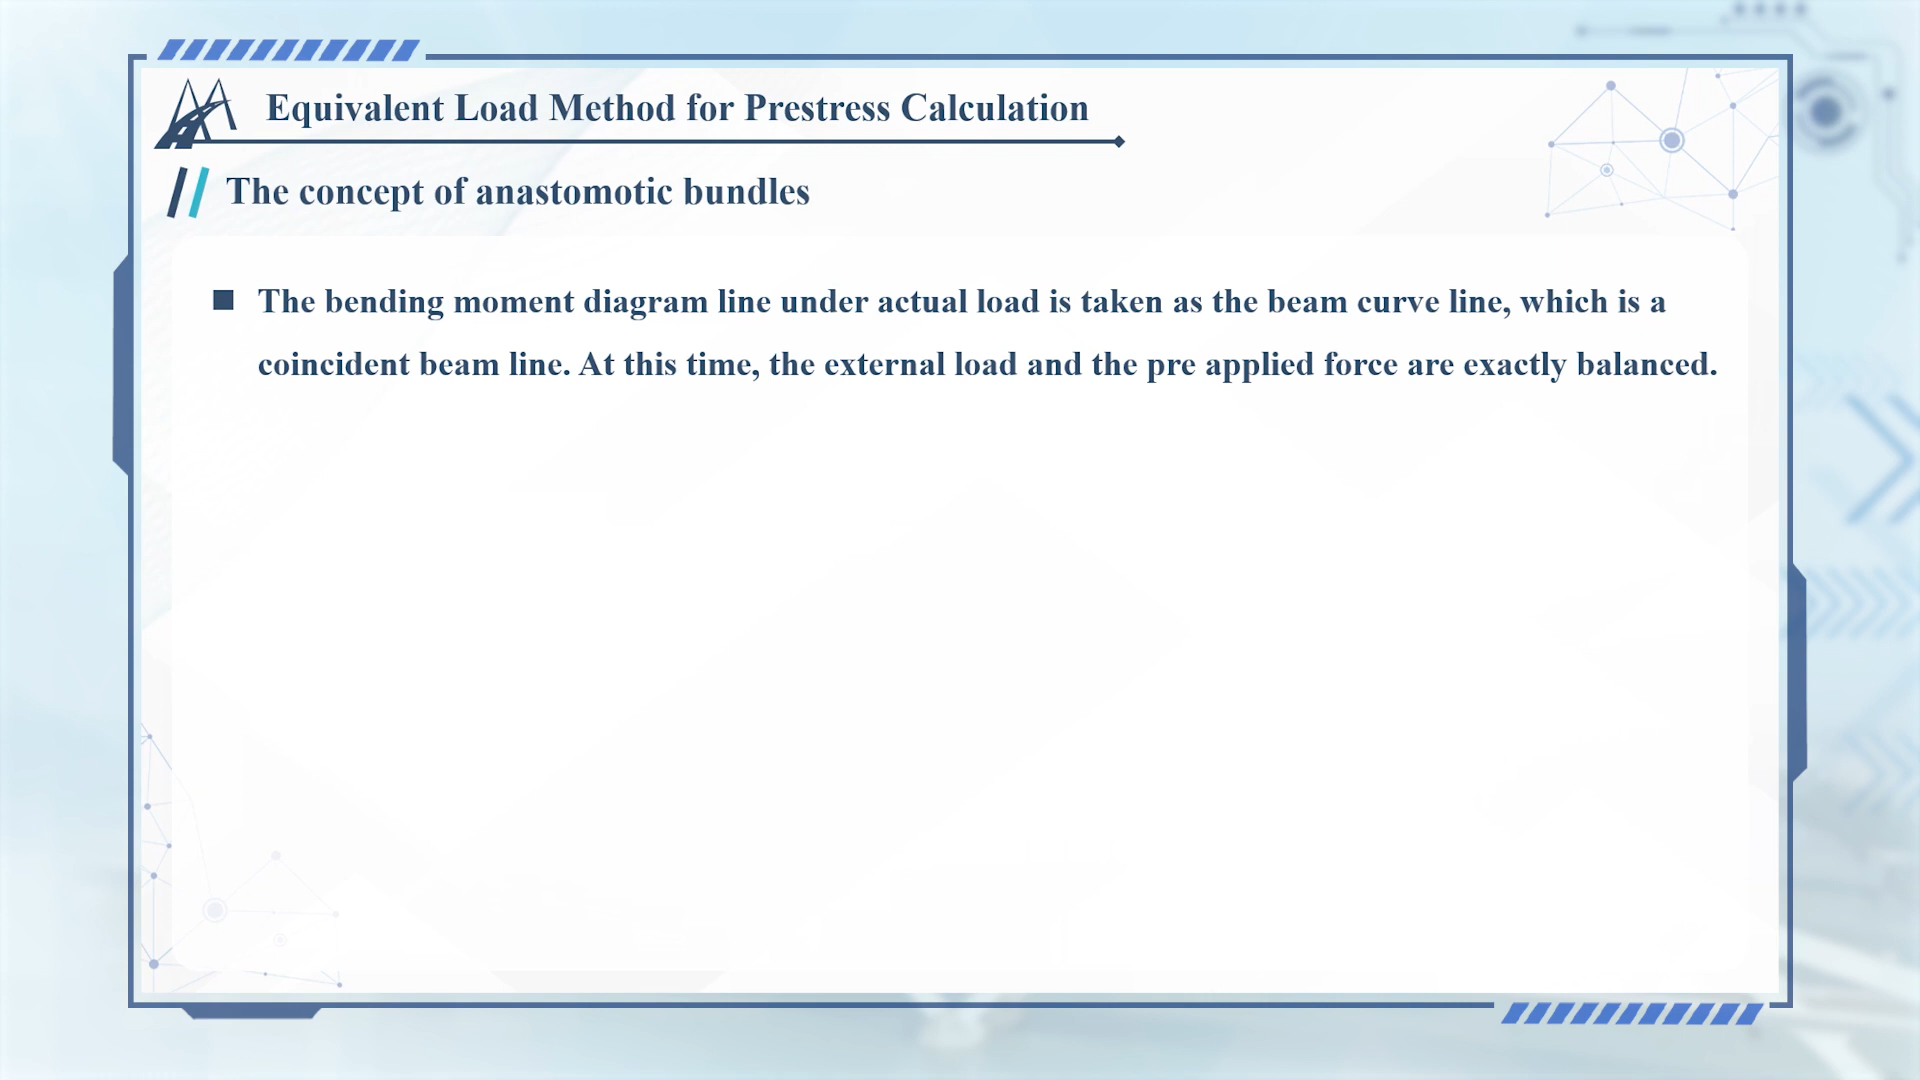 Equivalent Load Method for Prestress Calculation
The concept of anastomotic bundles
The bending moment diagram line under actual load is taken as the beam curve line, which is a
coincident beam line. At this time, the external load and the pre applied force are exactly balanced.